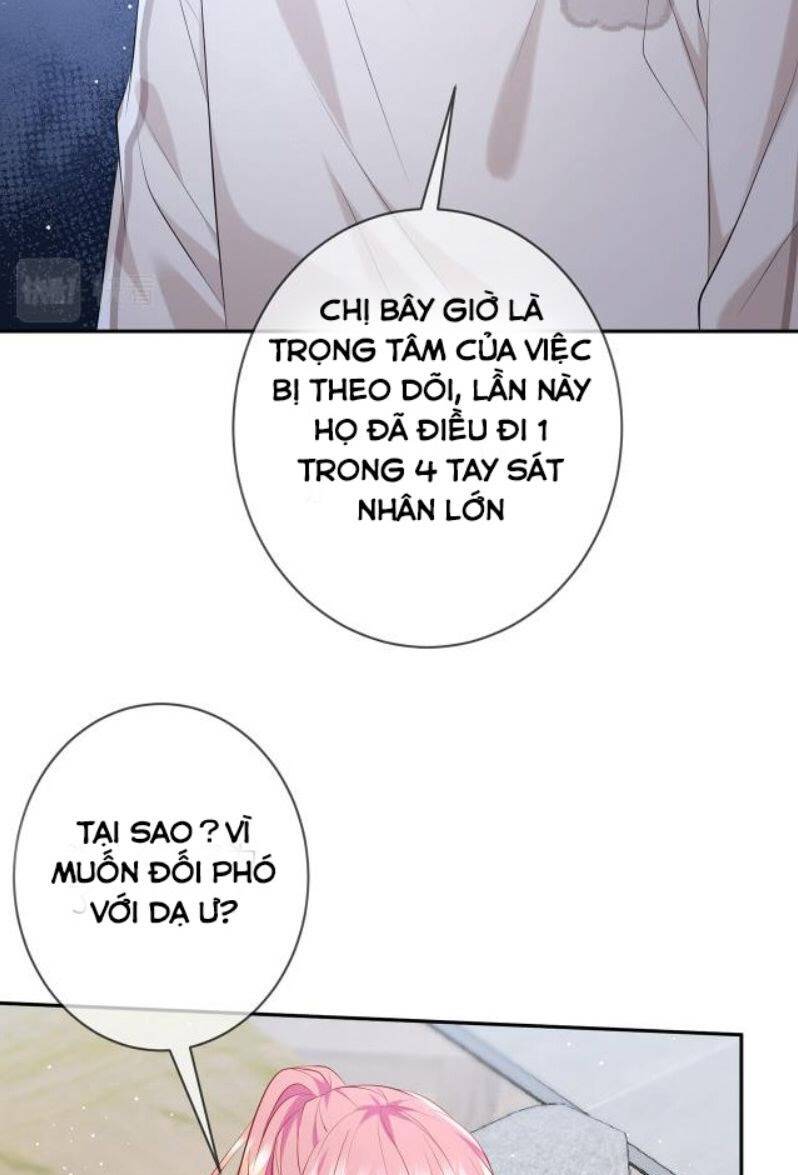 CHỊ BÂY GIỜ LÀ
TRỌNG TÂM CỦA VIỆC
BỊ THEO DÕI, LẦN NÀY
HỌ ĐÃ ĐIỀU ĐI 1
TRONG 4 TAY SÁT
NHÂN LỚN
TẠI SAO? VÌ
MUỐN ĐỐI PHÓ
VỚI DẠ Ư?